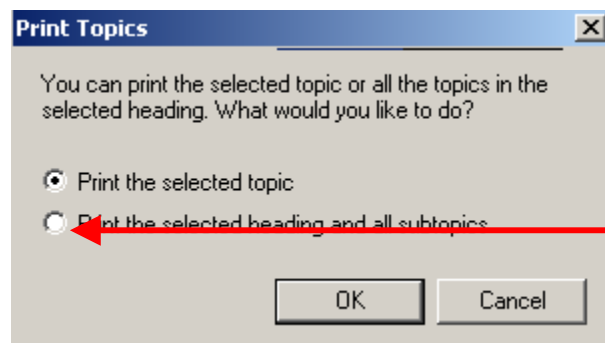 Print Topics
You can print the selected topic or all the topics in the
selected heading. What would you like to do?
Print the selected topic
Print the selected heading and all subtopics
OK
Cancel